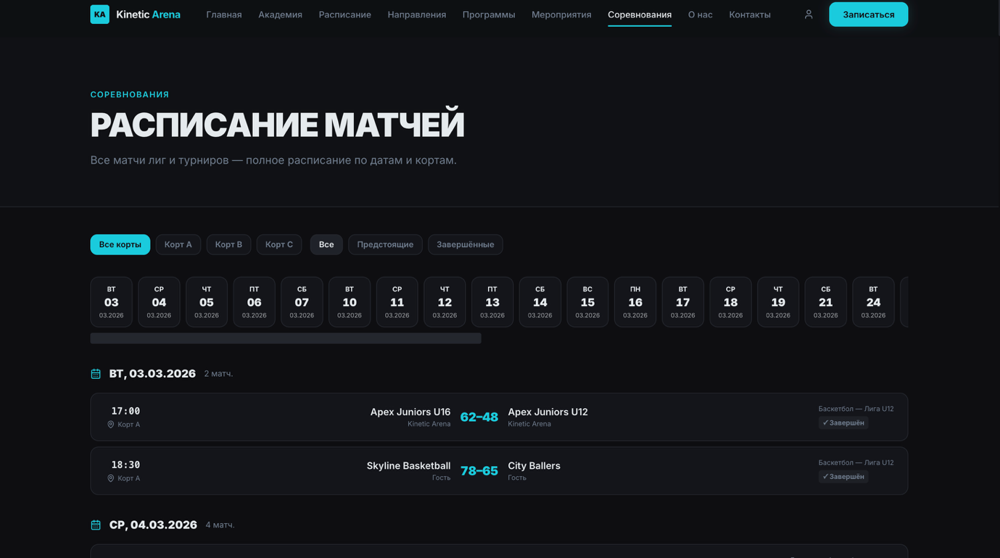 KA Kinetic Arena Главная Академия Расписание Направления Программы Мероприятия Соревнования О нас Контакты Записаться
СОРЕВНОВАНИЯ
РАСПИСАНИЕ МАТЧЕЙ
Все матчи лиг и турниров — полное расписание по датам и кортам.
Все корты Корт A Корт B Корт C Все Предстоящие Завершённые
ВТ СР ЧТ ПТ СБ ВТ СР ЧТ ПТ СБ ВС ПН ВТ СР ЧТ СБ ВТ
03 04 05 06 07 10 11 12 13 14 15 16 17 18 19 21 24
03.2026 03.2026 03.2026 03.2026 03.2026 03.2026 03.2026 03.2026 03.2026 03.2026 03.2026 03.2026 03.2026 03.2026 03.2026 03.2026 03.2026
ВТ, 03.03.2026 2 матч.
17:00 Apex Juniors U16 62–48 Apex Juniors U12 Баскетбол — Лига U12
Корт A Kinetic Arena Kinetic Arena ✓ Завершён
18:30 Skyline Basketball 78–65 City Ballers Баскетбол — Лига U12
Корт A Гость Гость ✓ Завершён
СР, 04.03.2026 4 матч.